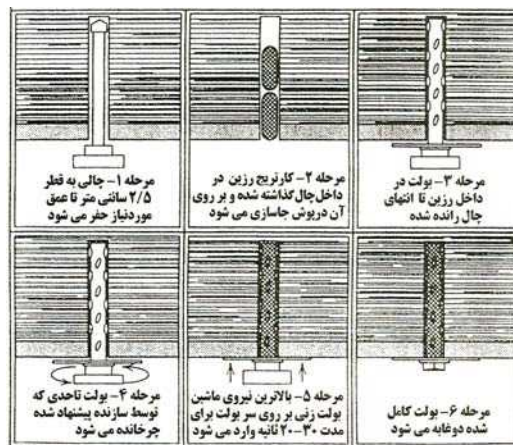 مرحله ۱- چالی به قطر
۲/۵ سانتی متر تا عمق
موردنیاز حفر می شود
مرحله ۲- کارتریج رزین در
داخل چال گذاشته شده و بر روی
آن درپوش جاسازی می شود
مرحله ۳- بولت در
داخل رزین تا انتهای
چال رانده شده
مرحله ۴- بولت تاحدی که
توسط سازنده پیشنهاد شده
چرخانده می شود
مرحله ۵- بالاترین نیروی ماشین
بولت زنی بر روی سر بولت برای
مدت ۳۰-۲۰ ثانیه وارد می شود
مرحله ۶- بولت کامل
شده دوغابه می شود